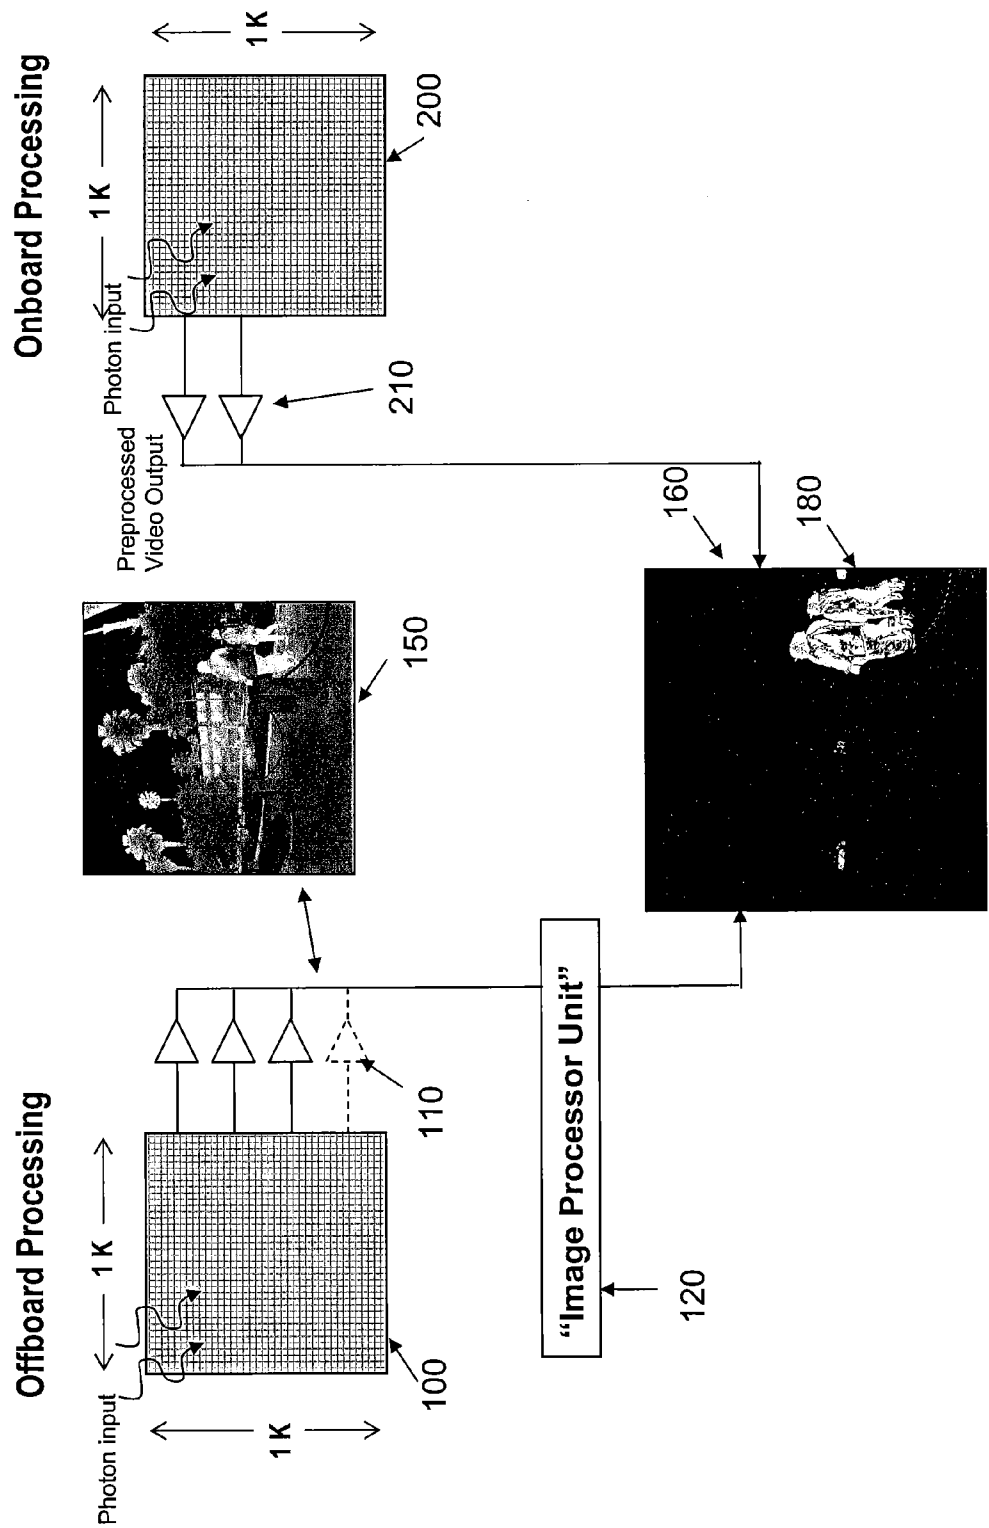 Offboard Processing
Onboard Processing
Photon input
1 K
1 K
100
110
150
Preprocessed
Video Output
Photon input
1 K
1 K
200
210
"Image Processor Unit"
120
160
180